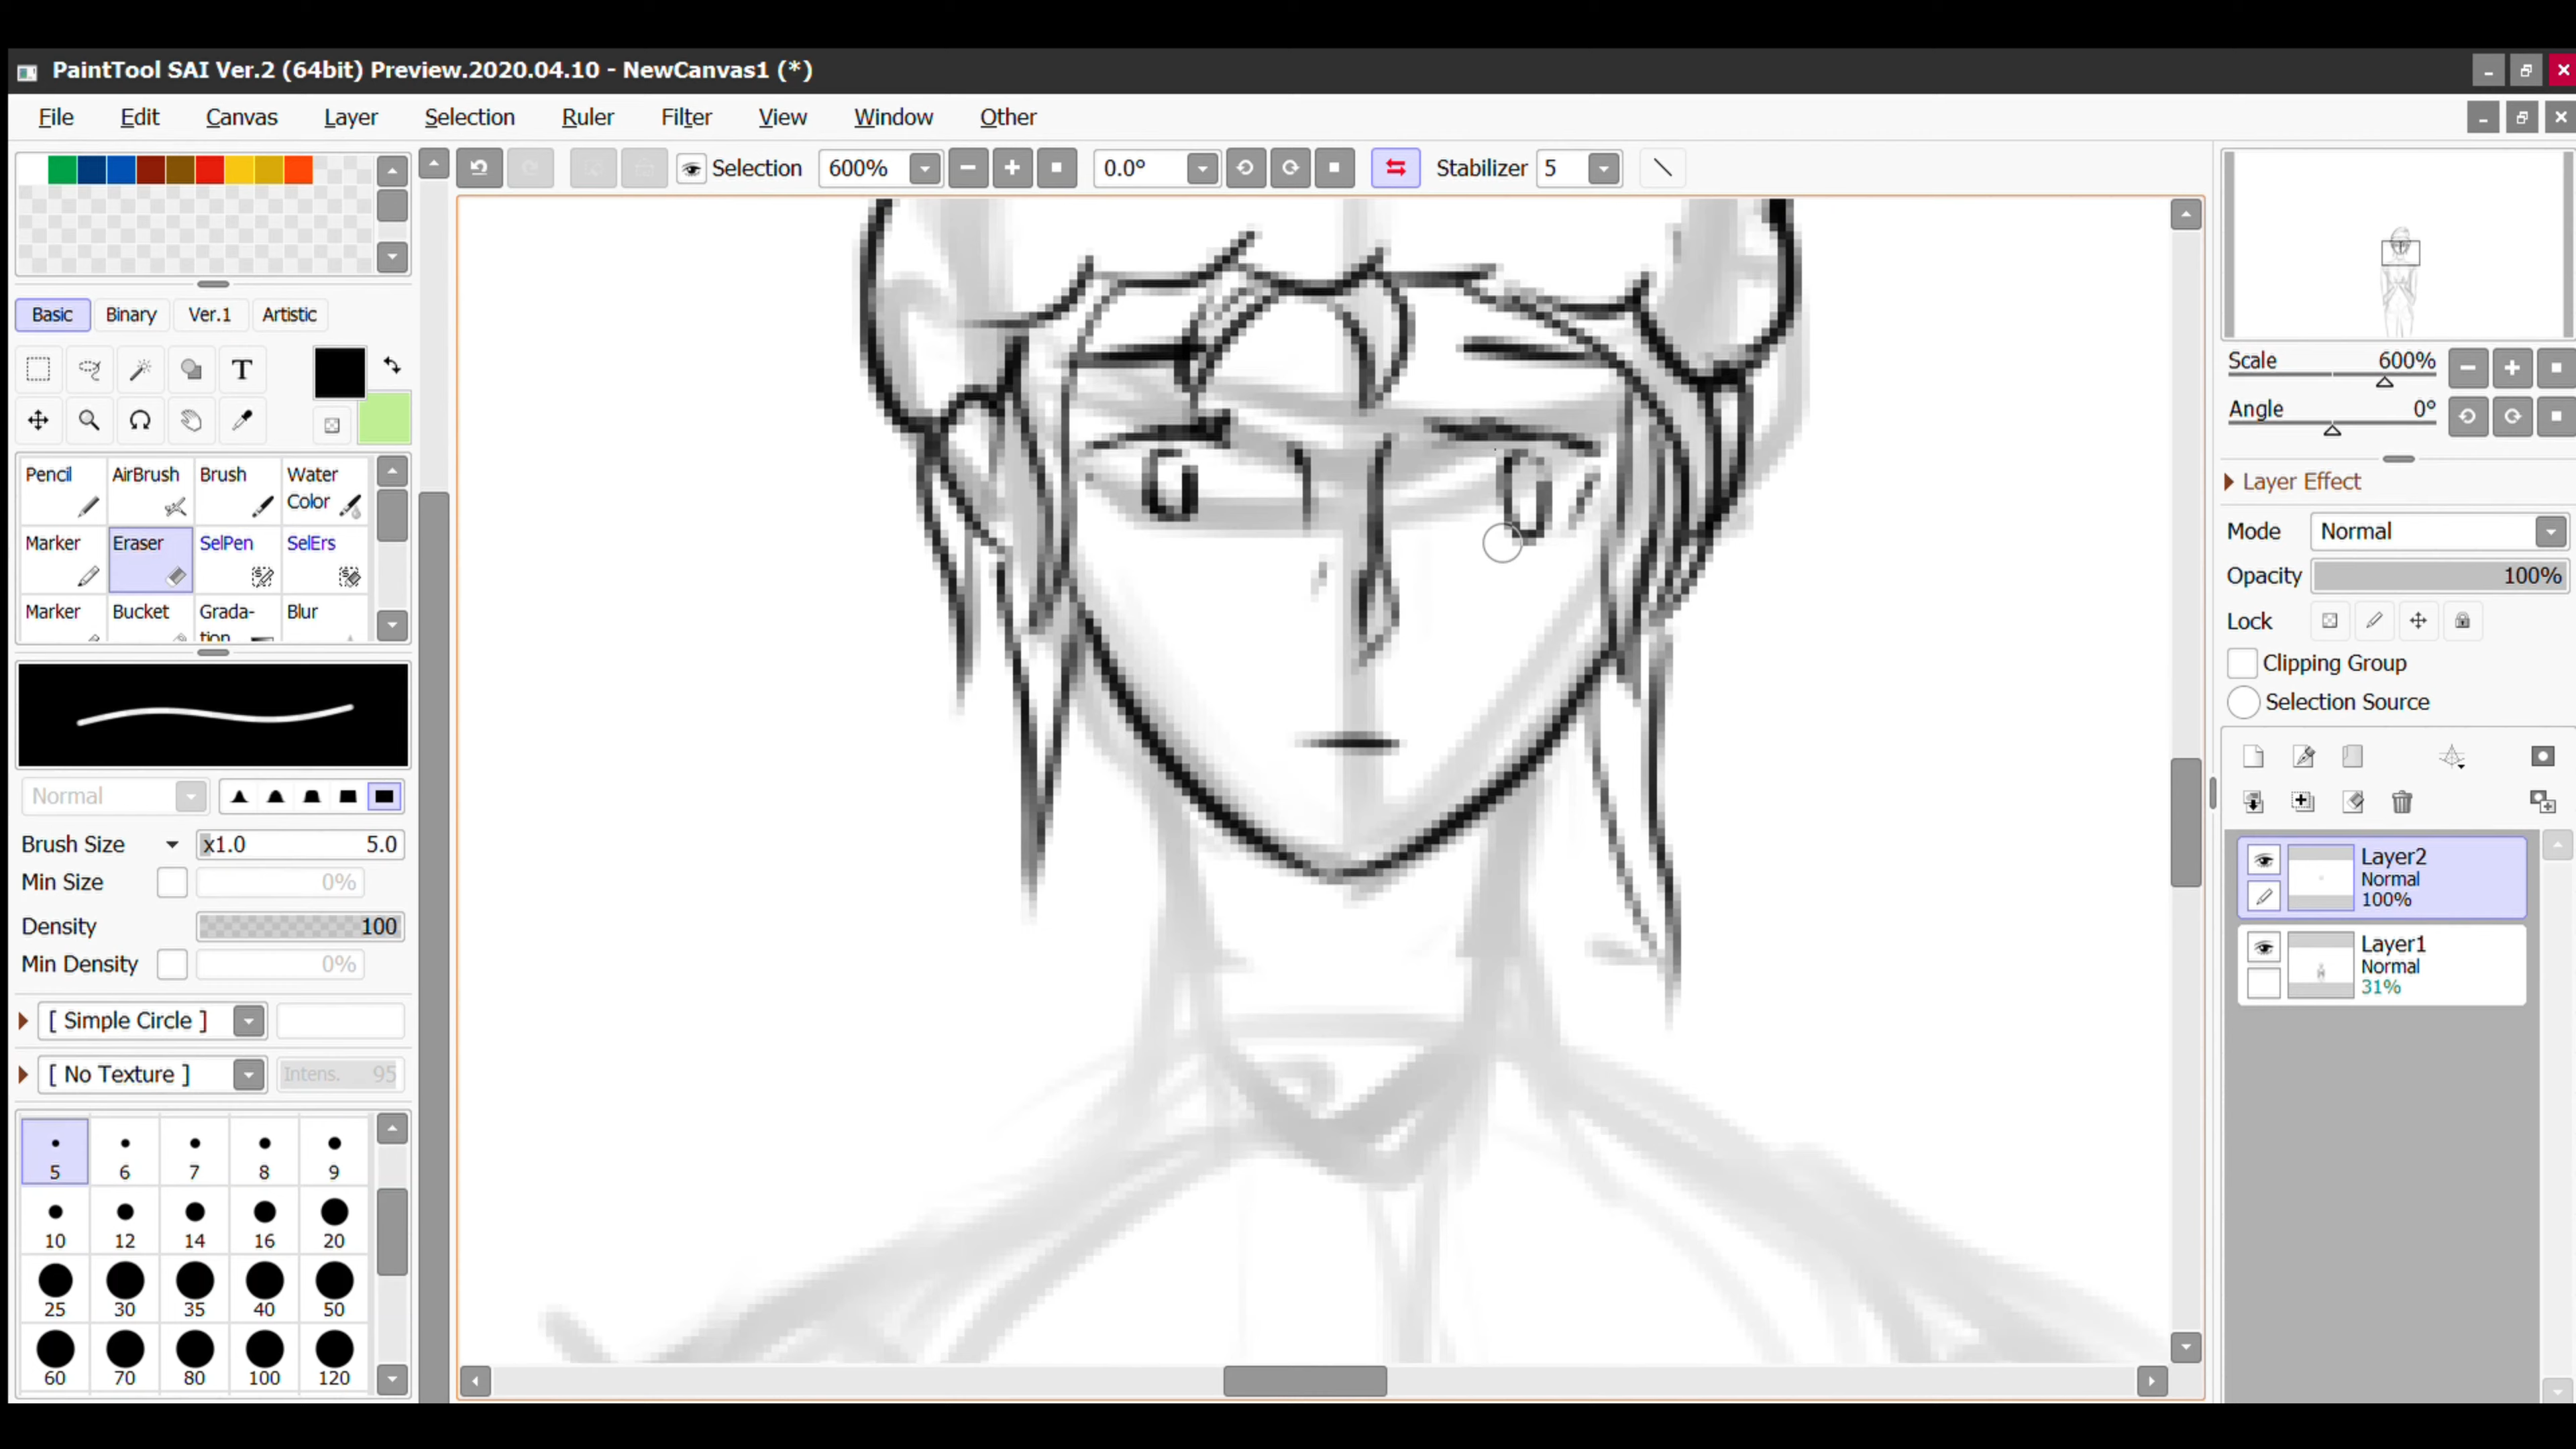 PaintTool SAI Ver.2 (64bit) Preview.2020.04.10 - NewCanvas1 (*)
File Edit Canvas Layer Selection Ruler Filter View Window Other
Selection 600% 0.0° Stabilizer 5
Basic Binary Ver.1 Artistic
T
Pencil AirBrush Brush Water Color
Marker Eraser SelPen SelErs
Marker Bucket Grada-tion Blur
Normal
Brush Size x1.0 5.0
Min Size 0%
Density 100
Min Density 0%
[ Simple Circle ]
[ No Texture ] Intens. 95
5 6 7 8 9
10 12 14 16 20
25 30 35 40 50
60 70 80 100 120
Scale 600%
Angle 0°
Layer Effect
Mode Normal
Opacity 100%
Lock
Clipping Group
Selection Source
Layer2
Normal
100%
Layer1
Normal
31%